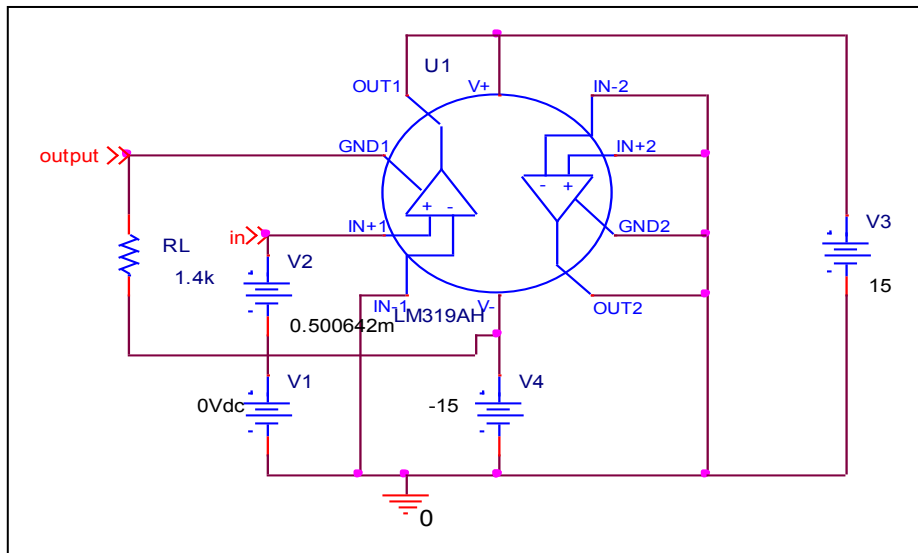 U1
OUT1
V+
IN-2
output
GND1
IN+2
- +
+ -
in
IN+1
GND2
V3
RL
1.4k
V2
15
IN-1
LM319AH
V-
OUT2
0.500642m
V1
0Vdc
V4
-15
0